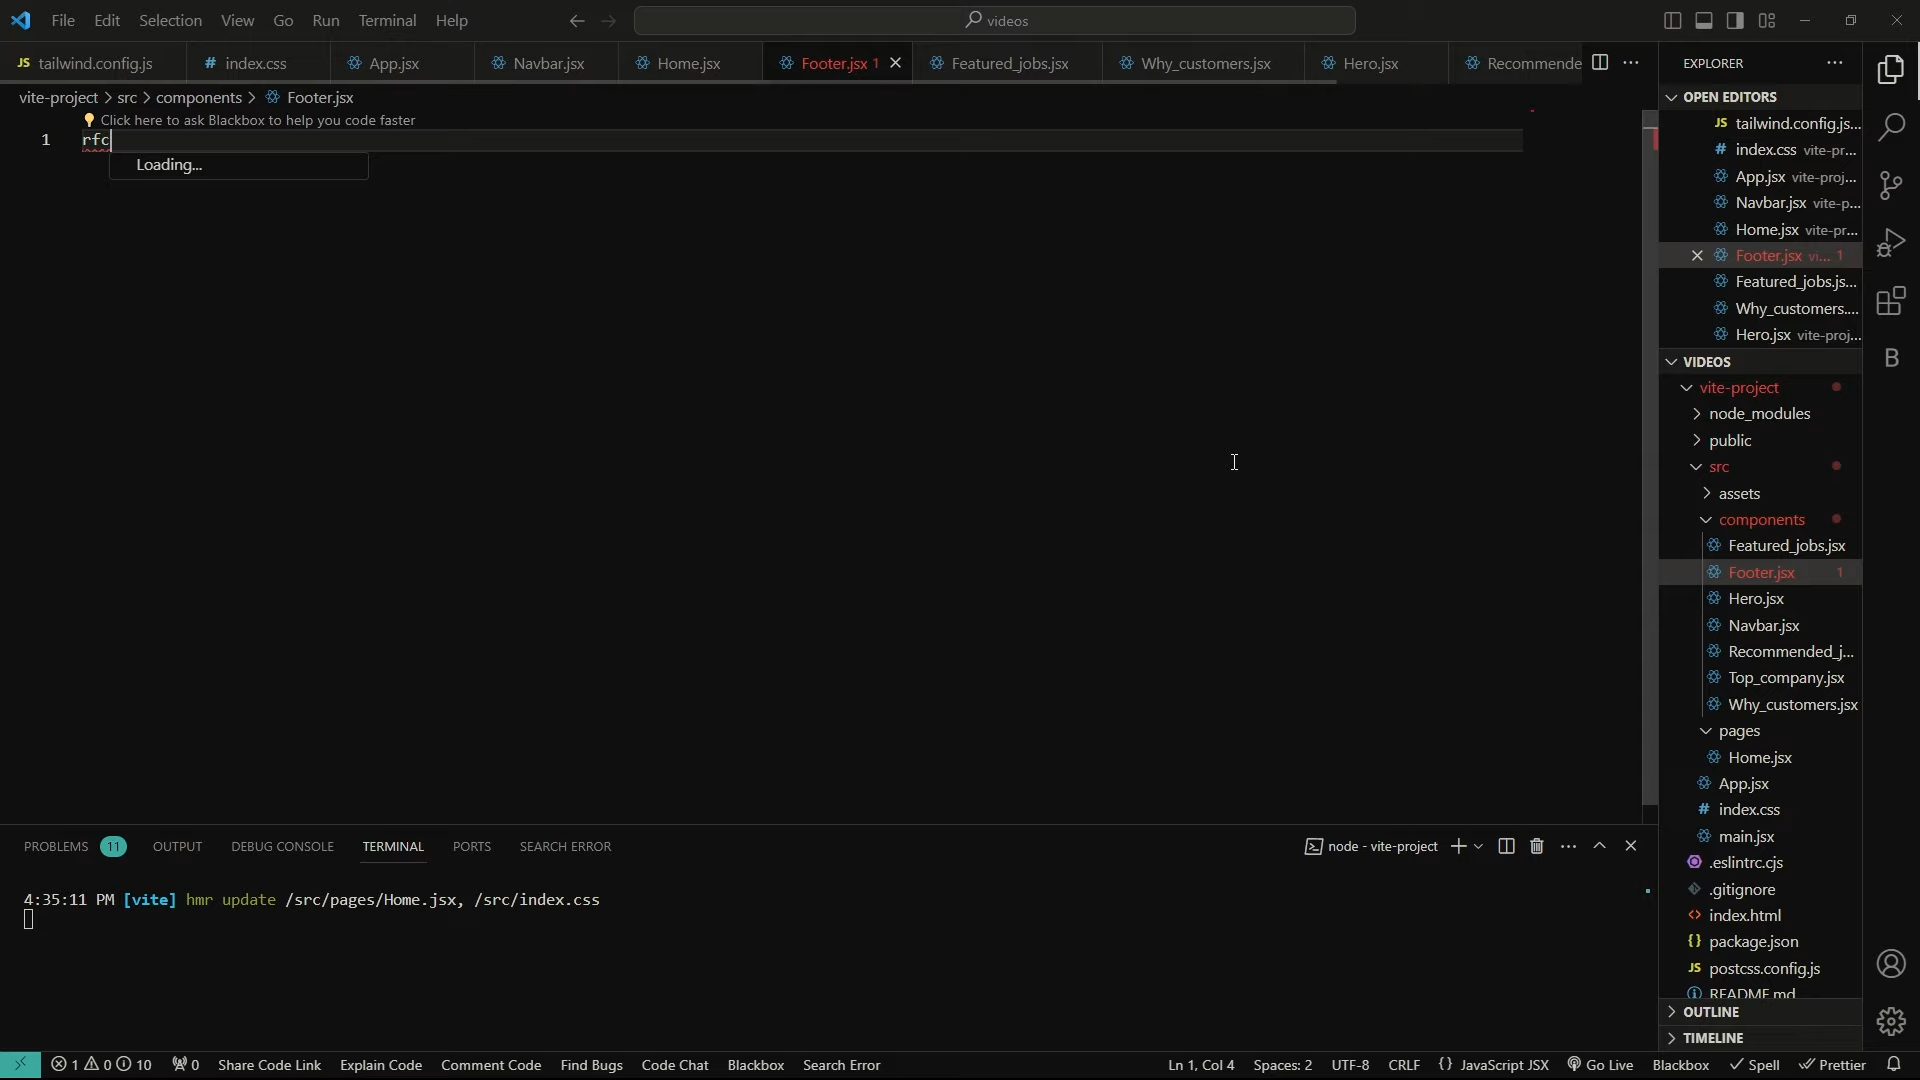 File Edit Selection View Go Run Terminal Help
videos
JS tailwind.config.js
# index.css
App.jsx
Navbar.jsx
Home.jsx
Footer.jsx 1
Featured_jobs.jsx
Why_customers.jsx
Hero.jsx
Recommende
vite-project > src > components > Footer.jsx
Click here to ask Blackbox to help you code faster
1 rfc
Loading...
EXPLORER
OPEN EDITORS
JS tailwind.config.js...
# index.css vite-pr...
App.jsx vite-proj...
Navbar.jsx vite-p...
Home.jsx vite-pr...
Footer.jsx vi... 1
Featured_jobs.js...
Why_customers....
Hero.jsx vite-proj...
VIDEOS
vite-project
node_modules
public
src
assets
components
Featured_jobs.jsx
Footer.jsx 1
Hero.jsx
Navbar.jsx
Recommended_j...
Top_company.jsx
Why_customers.jsx
pages
Home.jsx
App.jsx
# index.css
main.jsx
.eslintrc.cjs
.gitignore
index.html
{} package.json
JS postcss.config.js
README.md
OUTLINE
TIMELINE
B
PROBLEMS 11 OUTPUT DEBUG CONSOLE TERMINAL PORTS SEARCH ERROR
node - vite-project
4:35:11 PM [vite] hmr update /src/pages/Home.jsx, /src/index.css
1 0 10 0 Share Code Link Explain Code Comment Code Find Bugs Code Chat Blackbox Search Error
Ln 1, Col 4 Spaces: 2 UTF-8 CRLF {} JavaScript JSX Go Live Blackbox Spell Prettier